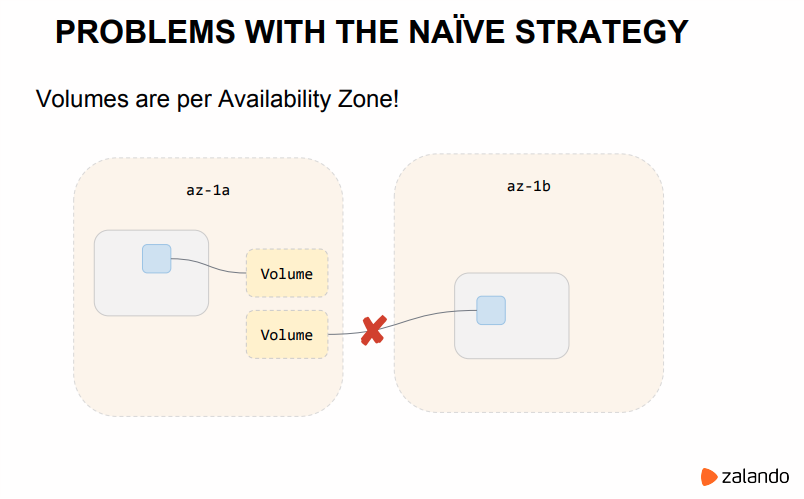 PROBLEMS WITH THE NAÏVE STRATEGY
Volumes are per Availability Zone!
az-1a
az-1b
Volume
Volume
zalando